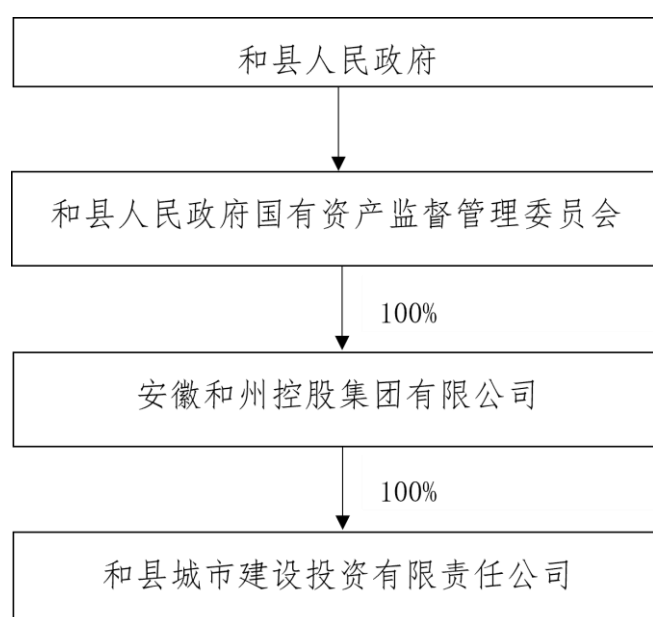 和县人民政府
和县人民政府国有资产监督管理委员会
100%
安徽和州控股集团有限公司
100%
和县城市建设投资有限责任公司